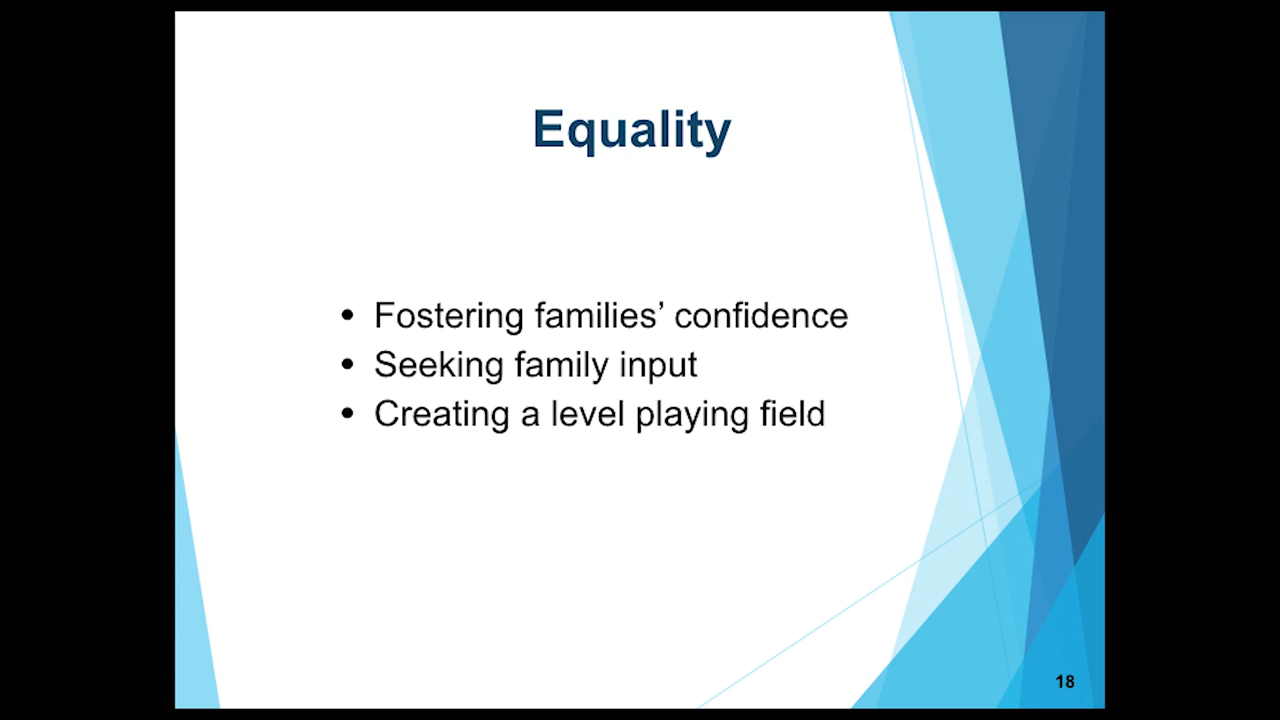 Equality
• Fostering families’ confidence
• Seeking family input
• Creating a level playing field
18